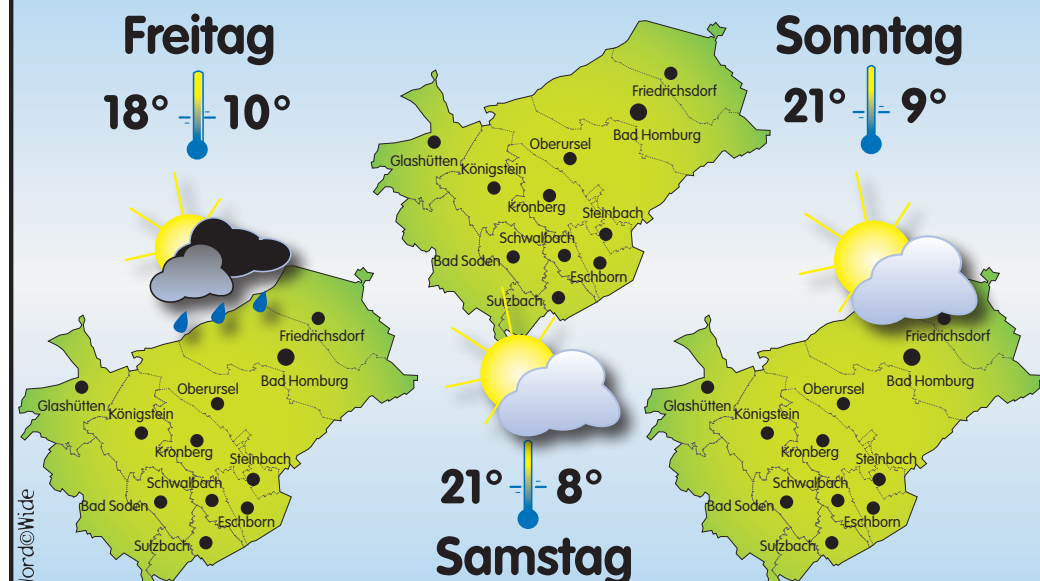 Freitag
18° 10°
Friedrichsdorf
Bad Homburg
Oberursel
Glashütten
Königstein
Kronberg
Steinbach
Schwalbach
Bad Soden
Eschborn
Sulzbach
Friedrichsdorf
Bad Homburg
Oberursel
Glashütten
Königstein
Kronberg
Steinbach
Schwalbach
Bad Soden
Eschborn
Sulzbach
21° 8°
Samstag
Sonntag
21° 9°
Friedrichsdorf
Bad Homburg
Oberursel
Glashütten
Königstein
Kronberg
Steinbach
Schwalbach
Bad Soden
Eschborn
Sulzbach